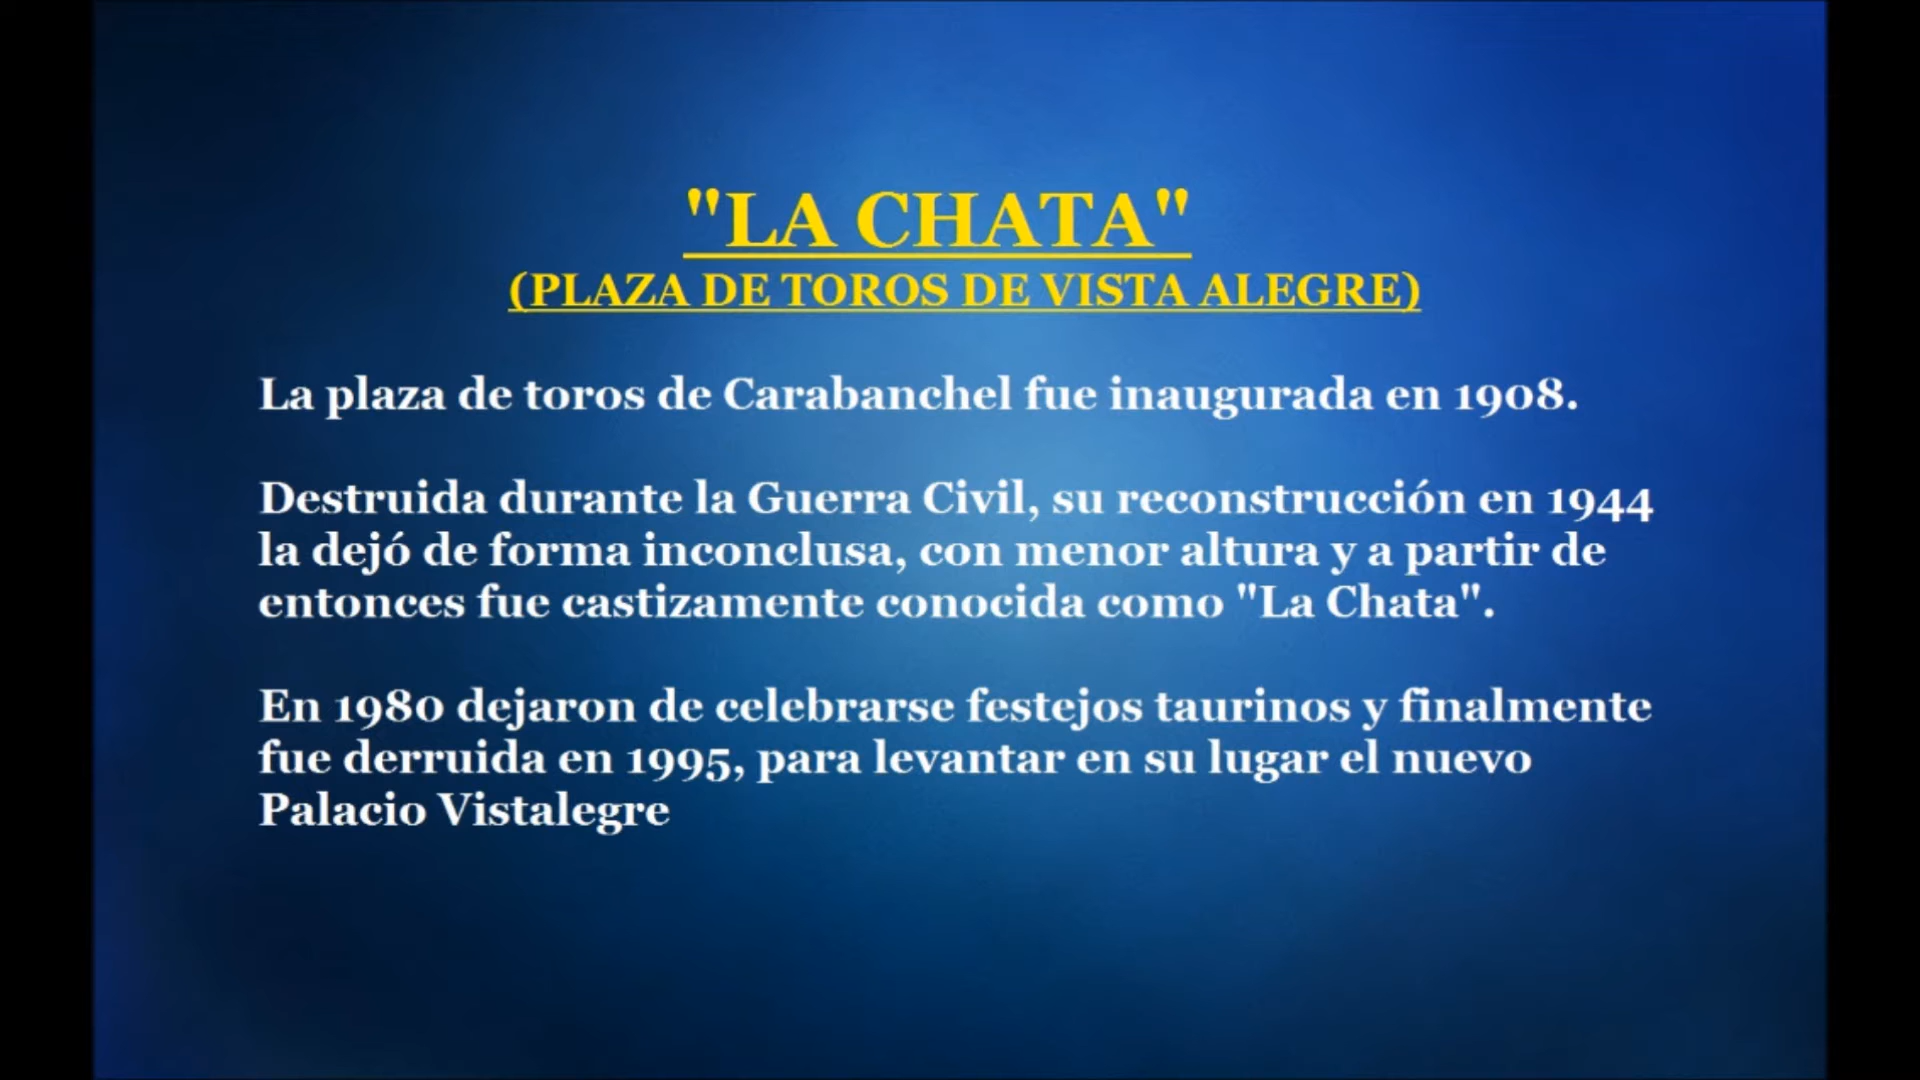 "LA CHATA"
(PLAZA DE TOROS DE VISTA ALEGRE)
La plaza de toros de Carabanchel fue inaugurada en 1908.
Destruida durante la Guerra Civil, su reconstrucción en 1944
la dejó de forma inconclusa, con menor altura y a partir de
entonces fue castizamente conocida como "La Chata".
En 1980 dejaron de celebrarse festejos taurinos y finalmente
fue derruida en 1995, para levantar en su lugar el nuevo
Palacio Vistalegre